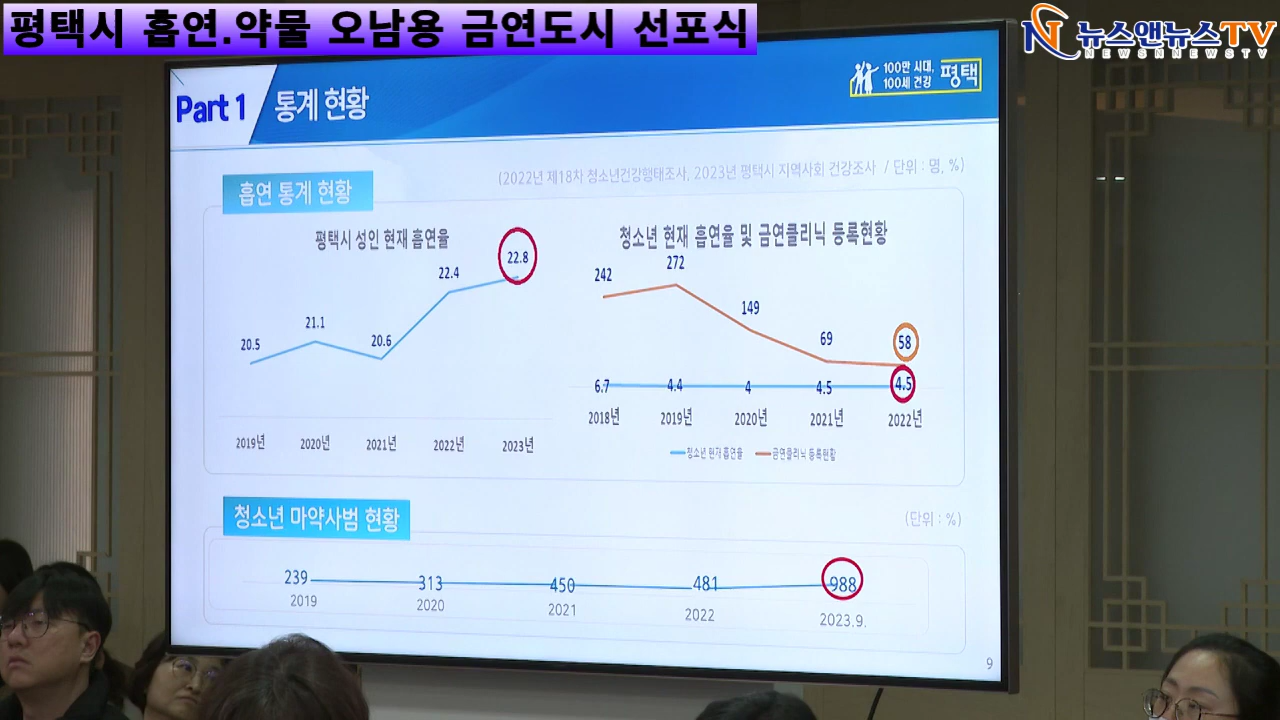 평택시 흡연.약물 오남용 금연도시 선포식
뉴스앤뉴스TV
NEWSNNEWSTV
Part 1
통계 현황
100만 시대,
100세 건강
평택
(2022년 제18차 청소년건강행태조사, 2023년 평택시 지역사회 건강조사 / 단위 : 명, %)
흡연 통계 현황
평택시 성인 현재 흡연율
20.5
21.1
20.6
22.4
22.8
2019년
2020년
2021년
2022년
2023년
청소년 현재 흡연율 및 금연클리닉 등록현황
242
272
149
69
58
6.7
4.4
4
4.5
4.5
2018년
2019년
2020년
2021년
2022년
청소년 현재 흡연율
금연클리닉 등록현황
청소년 마약사범 현황
(단위 : %)
239
313
450
481
988
2019
2020
2021
2022
2023.9.
9